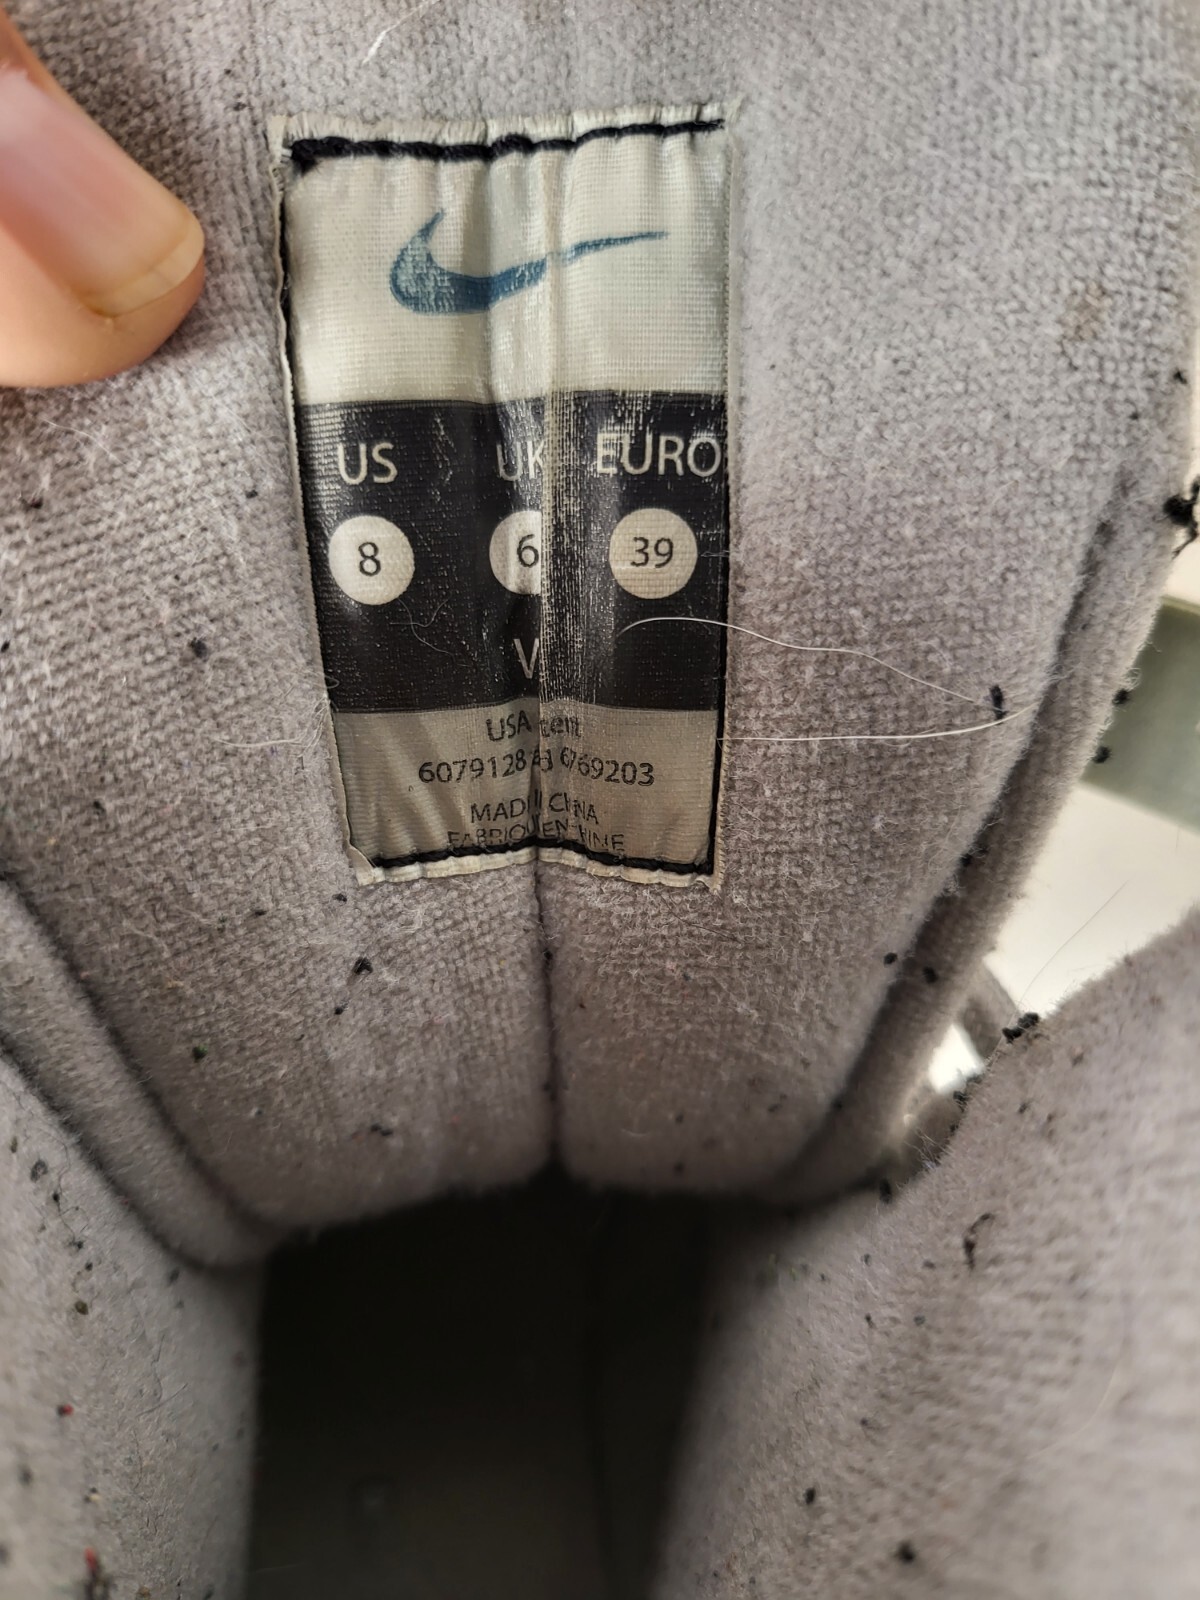 US UK EURO
8 6 39
USA
6079128 6769203
MADE IN CHINA